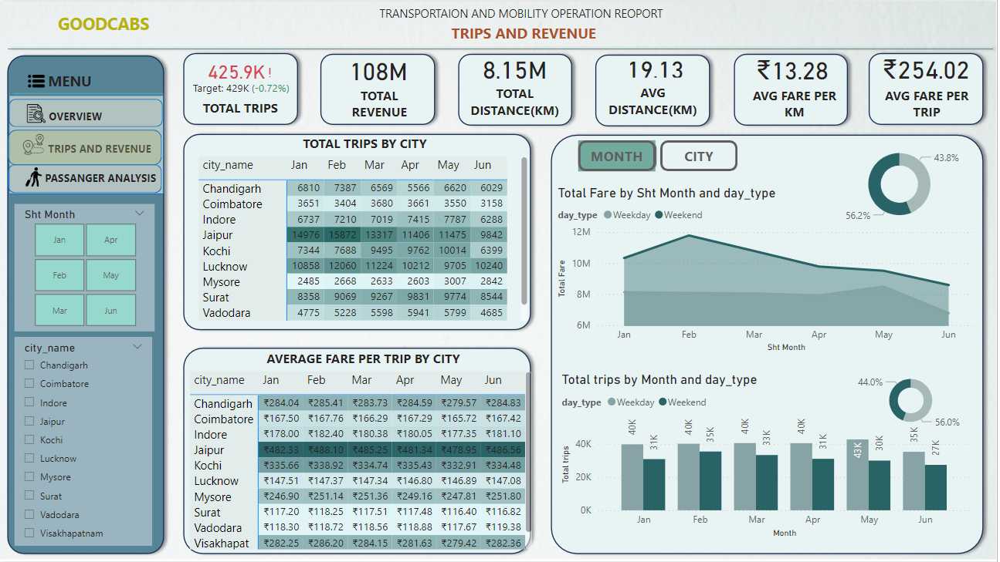 GOODCABS
TRANSPORTAION AND MOBILITY OPERATION REOPORT
TRIPS AND REVENUE
MENU
OVERVIEW
TRIPS AND REVENUE
PASSANGER ANALYSIS
Sht Month
Jan Apr
Feb May
Mar Jun
city_name
Chandigarh
Coimbatore
Indore
Jaipur
Kochi
Lucknow
Mysore
Surat
Vadodara
Visakhapatnam
425.9K !
Target: 429K (-0.72%)
TOTAL TRIPS
108M
TOTAL
REVENUE
8.15M
TOTAL
DISTANCE(KM)
19.13
AVG
DISTANCE(KM)
₹13.28
AVG FARE PER
KM
₹254.02
AVG FARE PER
TRIP
TOTAL TRIPS BY CITY
city_name Jan Feb Mar Apr May Jun
Chandigarh 6810 7387 6569 5566 6620 6029
Coimbatore 3651 3404 3680 3661 3550 3158
Indore 6737 7210 7019 7415 7787 6288
Jaipur 14976 15872 13317 11406 11475 9842
Kochi 7344 7688 9495 9762 10014 6399
Lucknow 10858 12060 11224 10212 9705 10240
Mysore 2485 2668 2633 2603 3007 2842
Surat 8358 9069 9267 9831 9774 8544
Vadodara 4775 5228 5598 5941 5799 4685
AVERAGE FARE PER TRIP BY CITY
city_name Jan Feb Mar Apr May Jun
Chandigarh ₹284.04 ₹285.41 ₹283.73 ₹284.59 ₹279.57 ₹284.83
Coimbatore ₹167.50 ₹167.76 ₹166.29 ₹167.29 ₹165.72 ₹167.42
Indore ₹178.00 ₹182.40 ₹180.38 ₹180.05 ₹177.35 ₹181.10
Jaipur ₹482.33 ₹488.10 ₹485.25 ₹481.34 ₹478.95 ₹486.56
Kochi ₹335.66 ₹338.92 ₹334.74 ₹335.43 ₹332.91 ₹334.48
Lucknow ₹147.51 ₹147.37 ₹147.34 ₹146.80 ₹146.89 ₹147.08
Mysore ₹246.90 ₹251.14 ₹251.36 ₹249.16 ₹247.81 ₹251.80
Surat ₹117.20 ₹118.25 ₹117.51 ₹117.48 ₹116.40 ₹116.82
Vadodara ₹118.30 ₹118.72 ₹118.56 ₹118.88 ₹117.67 ₹119.38
Visakhapat ₹282.25 ₹286.20 ₹284.15 ₹281.63 ₹279.42 ₹282.36
MONTH CITY
43.8%
56.2%
Total Fare by Sht Month and day_type
day_type Weekday Weekend
Total Fare
12M
10M
8M
6M
Jan Feb Mar Apr May Jun
Sht Month
Total trips by Month and day_type
44.0%
56.0%
day_type Weekday Weekend
Total trips
40K
20K
0K
40K 31K 40K 35K 40K 33K 40K 31K 43K 30K 35K 27K
Jan Feb Mar Apr May Jun
Month